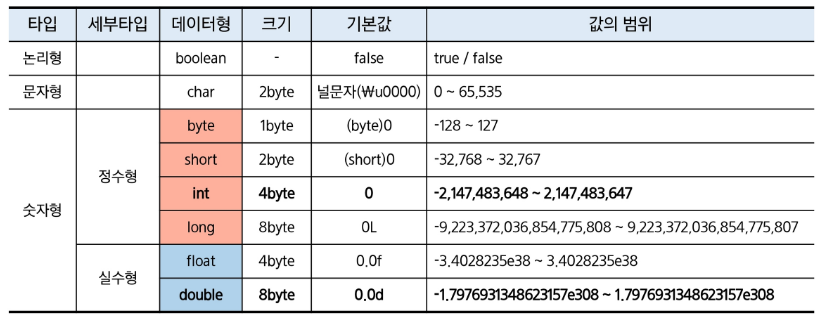 타입 세부타입 데이터형 크기 기본값 값의 범위
논리형 boolean - false true / false
문자형 char 2byte 널문자(₩u0000) 0 ~ 65,535
숫자형 정수형 byte 1byte (byte)0 -128 ~ 127
short 2byte (short)0 -32,768 ~ 32,767
int 4byte 0 -2,147,483,648 ~ 2,147,483,647
long 8byte 0L -9,223,372,036,854,775,808 ~ 9,223,372,036,854,775,807
실수형 float 4byte 0.0f -3.4028235e38 ~ 3.4028235e38
double 8byte 0.0d -1.7976931348623157e308 ~ 1.7976931348623157e308